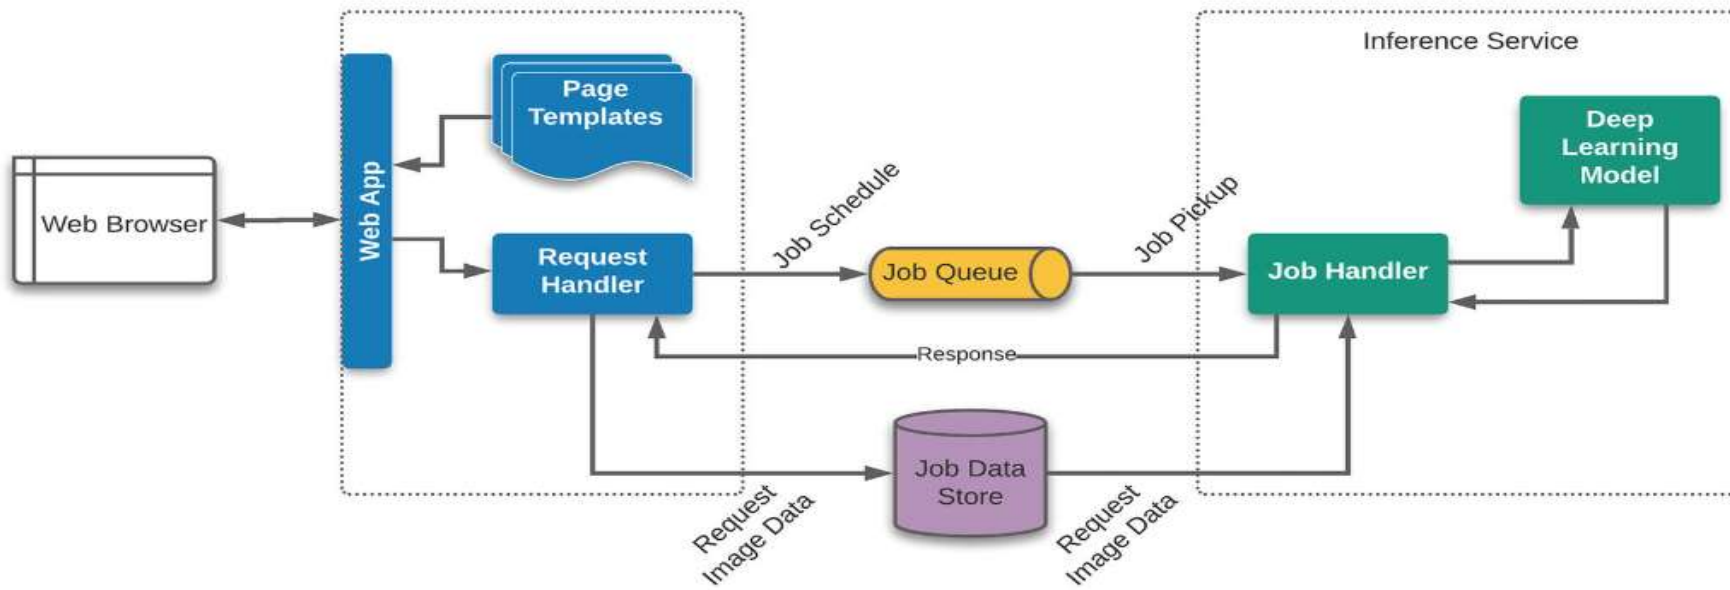 Inference Service
Page
Templates
Deep
Learning
Model
Web Browser
Web App
Request
Handler
Job Schedule
Job Queue
Job Pickup
Job Handler
Response
Job Data
Store
Request
Image Data
Request
Image Data